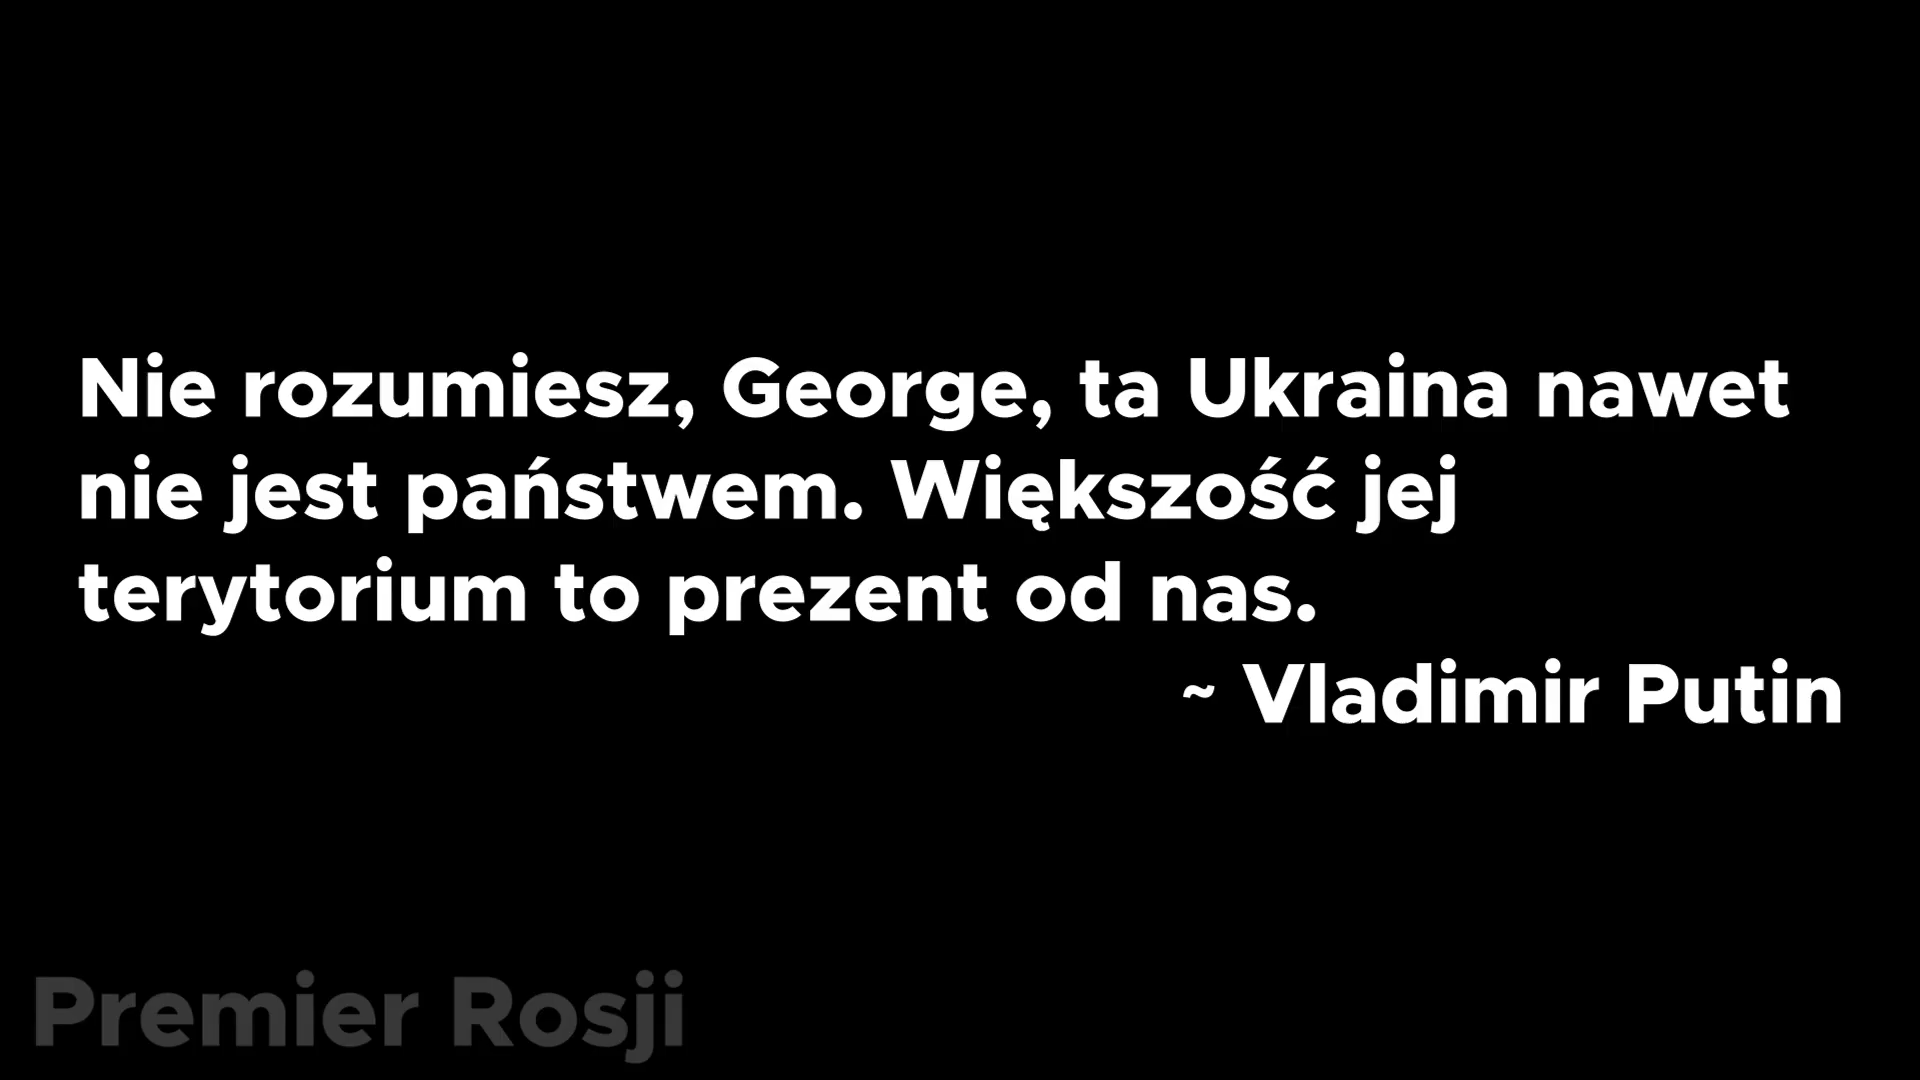 Nie rozumiesz, George, ta Ukraina nawet
nie jest państwem. Większość jej
terytorium to prezent od nas.
~ Vladimir Putin
Premier Rosji